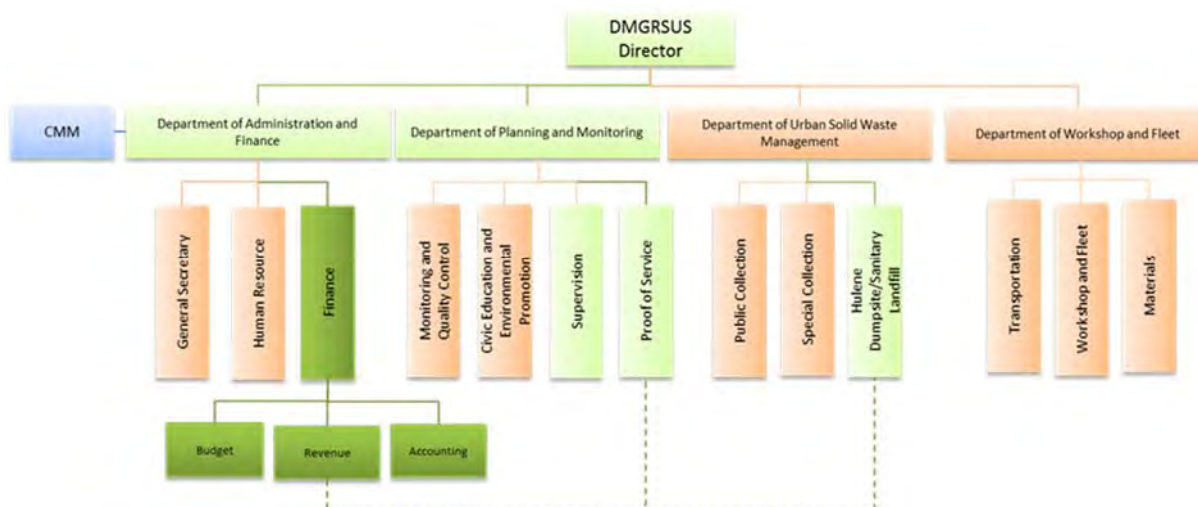 DMGRSUS
Director
CMM
Department of Administration and
Finance
Department of Planning and Monitoring
Department of Urban Solid Waste
Management
Department of Workshop and Fleet
General Secretary
Human Resource
Finance
Monitoring and
Quality Control
Civic Education and
Environmental
Promotion
Supervision
Proof of Service
Public Collection
Special Collection
Hulene
Dumpsite/Sanitary
Landfill
Transportation
Workshop and Fleet
Materials
Budget
Revenue
Accounting